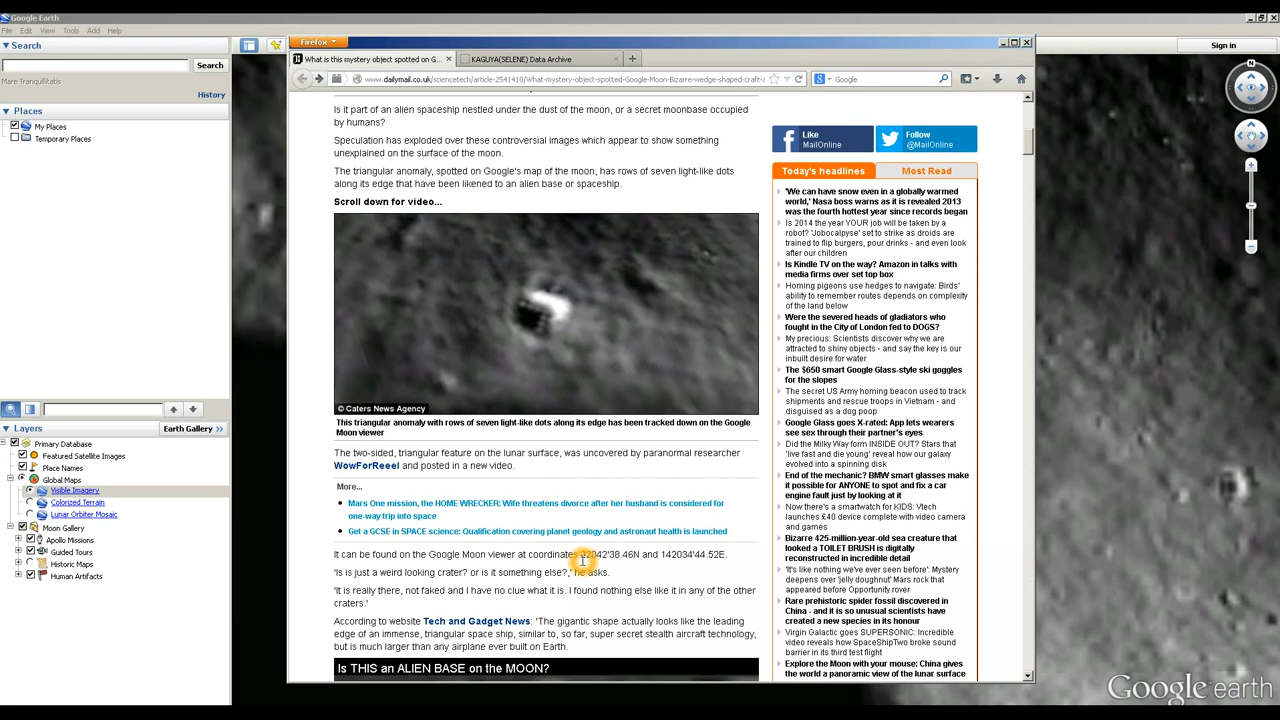 Google Earth
File Edit View Tools Add Help
Search
Search
Mare Tranquillitatis
History
Places
My Places
Temporary Places
Layers
Earth Gallery >>
Primary Database
Featured Satellite Images
Place Names
Global Maps
Visible Imagery
Colorized Terrain
Lunar Orbiter Mosaic
Moon Gallery
Apollo Missions
Guided Tours
Historic Maps
Human Artifacts
Firefox
What is this mystery object spotted on G...
KAGUYA(SELENE) Data Archive
www.dailymail.co.uk/sciencetech/article-2541410/What-mystery-object-spotted-Google-Moon-Bizarre-wedge-shaped-craft-a
Google
Is it part of an alien spaceship nestled under the dust of the moon, or a secret moonbase occupied
by humans?
Speculation has exploded over these controversial images which appear to show something
unexplained on the surface of the moon.
The triangular anomaly, spotted on Google's map of the moon, has rows of seven light-like dots
along its edge that have been likened to an alien base or spaceship.
Scroll down for video...
© Caters News Agency
This triangular anomaly with rows of seven light-like dots along its edge has been tracked down on the Google
Moon viewer
The two-sided, triangular feature on the lunar surface, was uncovered by paranormal researcher
WowForReeel and posted in a new video.
More...
Mars One mission, the HOME WRECKER: Wife threatens divorce after her husband is considered for
one-way trip into space
Get a GCSE in SPACE science: Qualification covering planet geology and astronaut health is launched
It can be found on the Google Moon viewer at coordinates 22042'38.46N and 142034'44.52E.
'Is is just a weird looking crater? or is it something else?,' he asks.
'It is really there, not faked and I have no clue what it is. I found nothing else like it in any of the other
craters.'
According to website Tech and Gadget News: 'The gigantic shape actually looks like the leading
edge of an immense, triangular space ship, similar to, so far, super secret stealth aircraft technology,
but is much larger than any airplane ever built on Earth.
Is THIS an ALIEN BASE on the MOON?
Like
MailOnline
Follow
@MailOnline
Today's headlines
Most Read
'We can have snow even in a globally warmed
world,' Nasa boss warns as it is revealed 2013
was the fourth hottest year since records began
Is 2014 the year YOUR job will be taken by a
robot? 'Jobocalypse' set to strike as droids are
trained to flip burgers, pour drinks - and even look
after our children
Is Kindle TV on the way? Amazon in talks with
media firms over set top box
Homing pigeons use hedges to navigate: Birds'
ability to remember routes depends on complexity
of the land below
Were the severed heads of gladiators who
fought in the City of London fed to DOGS?
My precious: Scientists discover why we are
attracted to shiny objects - and say the key is our
inbuilt desire for water
The $650 smart Google Glass-style ski goggles
for the slopes
The secret US Army homing beacon used to track
shipments and rescue troops in Vietnam - and
disguised as a dog poop
Google Glass goes X-rated: App lets wearers
see sex through their partner's eyes
Did the Milky Way form INSIDE OUT? Stars that
'live fast and die young' reveal how our galaxy
evolved into a spinning disk
End of the mechanic? BMW smart glasses make
it possible for ANYONE to spot and fix a car
engine fault just by looking at it
Now there's a smartwatch for KIDS: Vtech
launches £40 device complete with video camera
and games
Bizarre 425-million-year-old sea creature that
looked a TOILET BRUSH is digitally
reconstructed in incredible detail
'It's like nothing we've ever seen before': Mystery
deepens over 'jelly doughnut' Mars rock that
appeared before Opportunity rover
Rare prehistoric spider fossil discovered in
China - and it is so unusual scientists have
created a new species in its honour
Virgin Galactic goes SUPERSONIC: Incredible
video reveals how SpaceShipTwo broke sound
barrier in its third test flight
Explore the Moon with your mouse: China gives
the world a panoramic view of the lunar surface
Sign in
N
Google earth